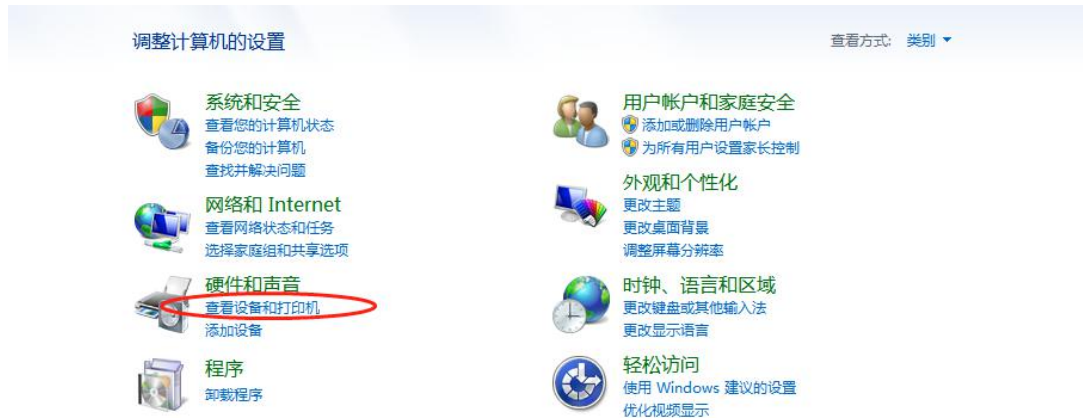 调整计算机的设置
查看方式: 类别
系统和安全
查看您的计算机状态
备份您的计算机
查找并解决问题
网络和 Internet
查看网络状态和任务
选择家庭组和共享选项
硬件和声音
查看设备和打印机
添加设备
程序
卸载程序
用户帐户和家庭安全
添加或删除用户帐户
为所有用户设置家长控制
外观和个性化
更改主题
更改桌面背景
调整屏幕分辨率
时钟、语言和区域
更改键盘或其他输入法
更改显示语言
轻松访问
使用 Windows 建议的设置
优化视频显示